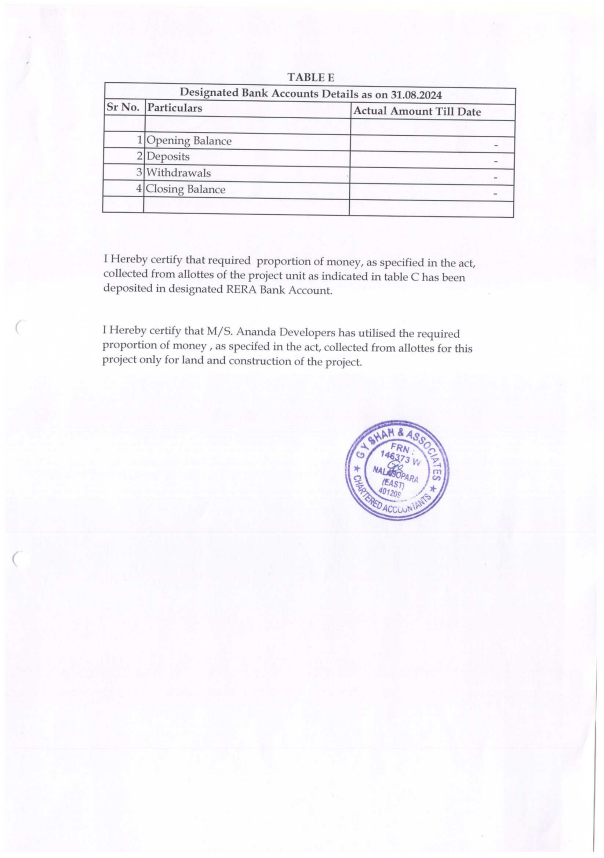 TABLE E
Designated Bank Accounts Details as on 31.08.2024
Sr No. Particulars Actual Amount Till Date
1 Opening Balance -
2 Deposits -
3 Withdrawals -
4 Closing Balance -
I Hereby certify that required proportion of money, as specified in the act,
collected from allottes of the project unit as indicated in table C has been
deposited in designated RERA Bank Account.
I Hereby certify that M/S. Ananda Developers has utilised the required
proportion of money , as specifed in the act, collected from allottes for this
project only for land and construction of the project.
G Y SHAH & ASSOCIATES
FRN :
146373 W
NALASOPARA
(EAST)
401209
★ CHARTERED ACCOUNTANTS ★